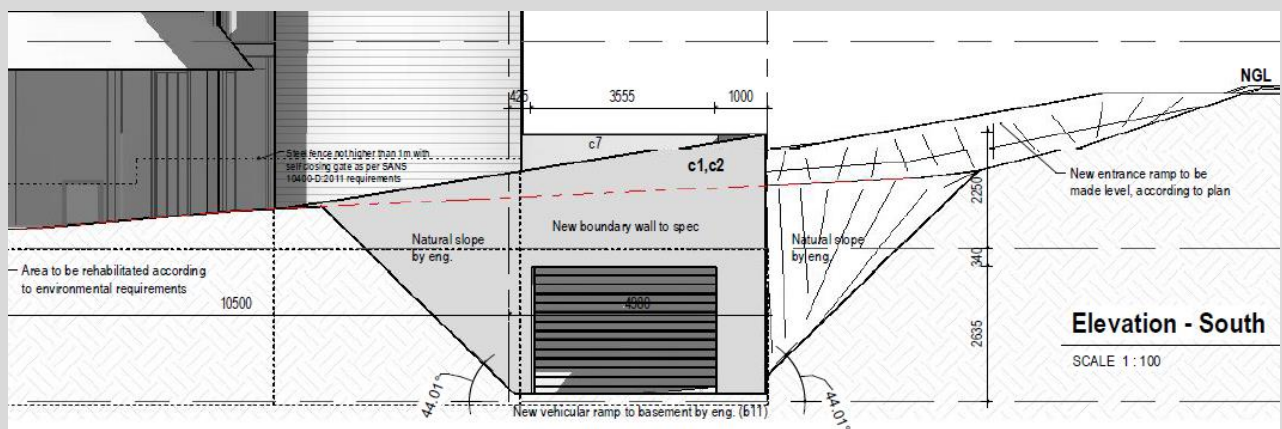 NGL
425
3555
1000
c7
c1,c2
Steel fence not higher than 1m with
self closing gate as per SANS
10400-D:2011 requirements
New entrance ramp to be
made level, according to plan
2250
Natural slope
by eng.
New boundary wall to spec
Natural slope
by eng.
340
Area to be rehabilitated according
to environmental requirements
10500
4980
2635
Elevation - South
SCALE 1 : 100
44.01°
44.01°
New vehicular ramp to basement by eng. (b11)